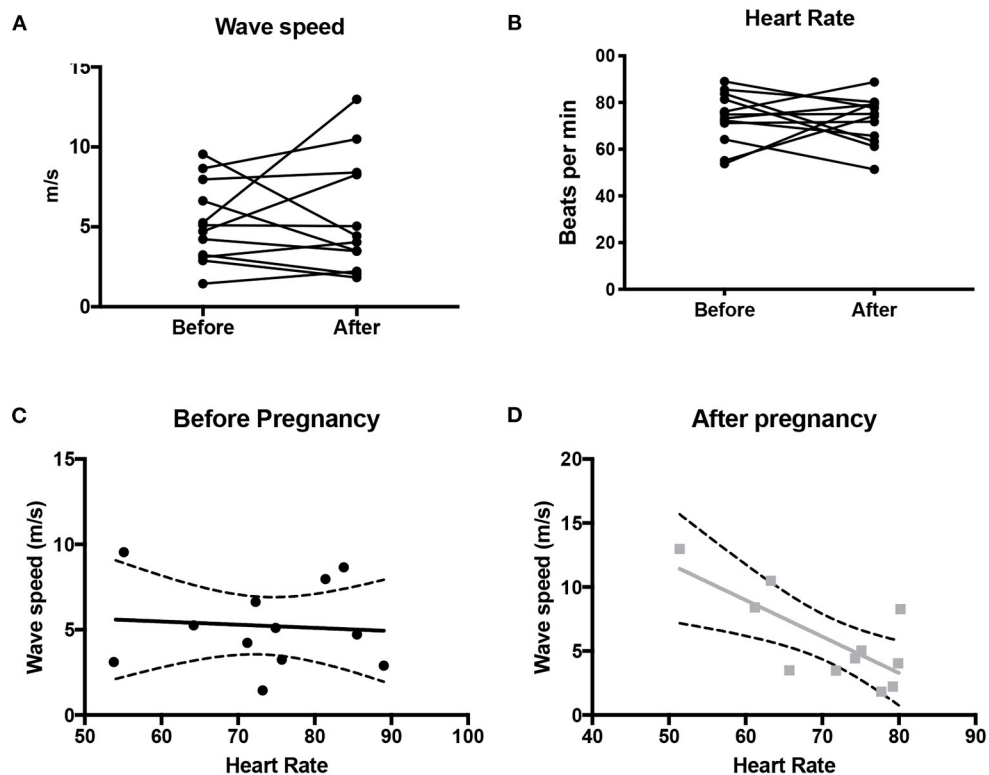 A
Wave speed
15
10
5
0
m/s
Before After
B
Heart Rate
00
80
60
40
20
0
Beats per min
Before After
C
Before Pregnancy
15
10
5
0
Wave speed (m/s)
50 60 70 80 90 100
Heart Rate
D
After pregnancy
20
15
10
5
0
Wave speed (m/s)
40 50 60 70 80 90
Heart Rate